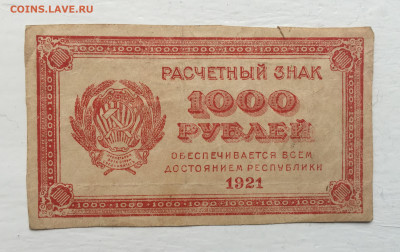 COINS.LAVE.RU
РАСЧЕТНЫЙ ЗНАК
1000
РУБЛЕЙ
ОБЕСПЕЧИВАЕТСЯ ВСЕМ
ДОСТОЯНИЕМ РЕСПУБЛИКИ
1921